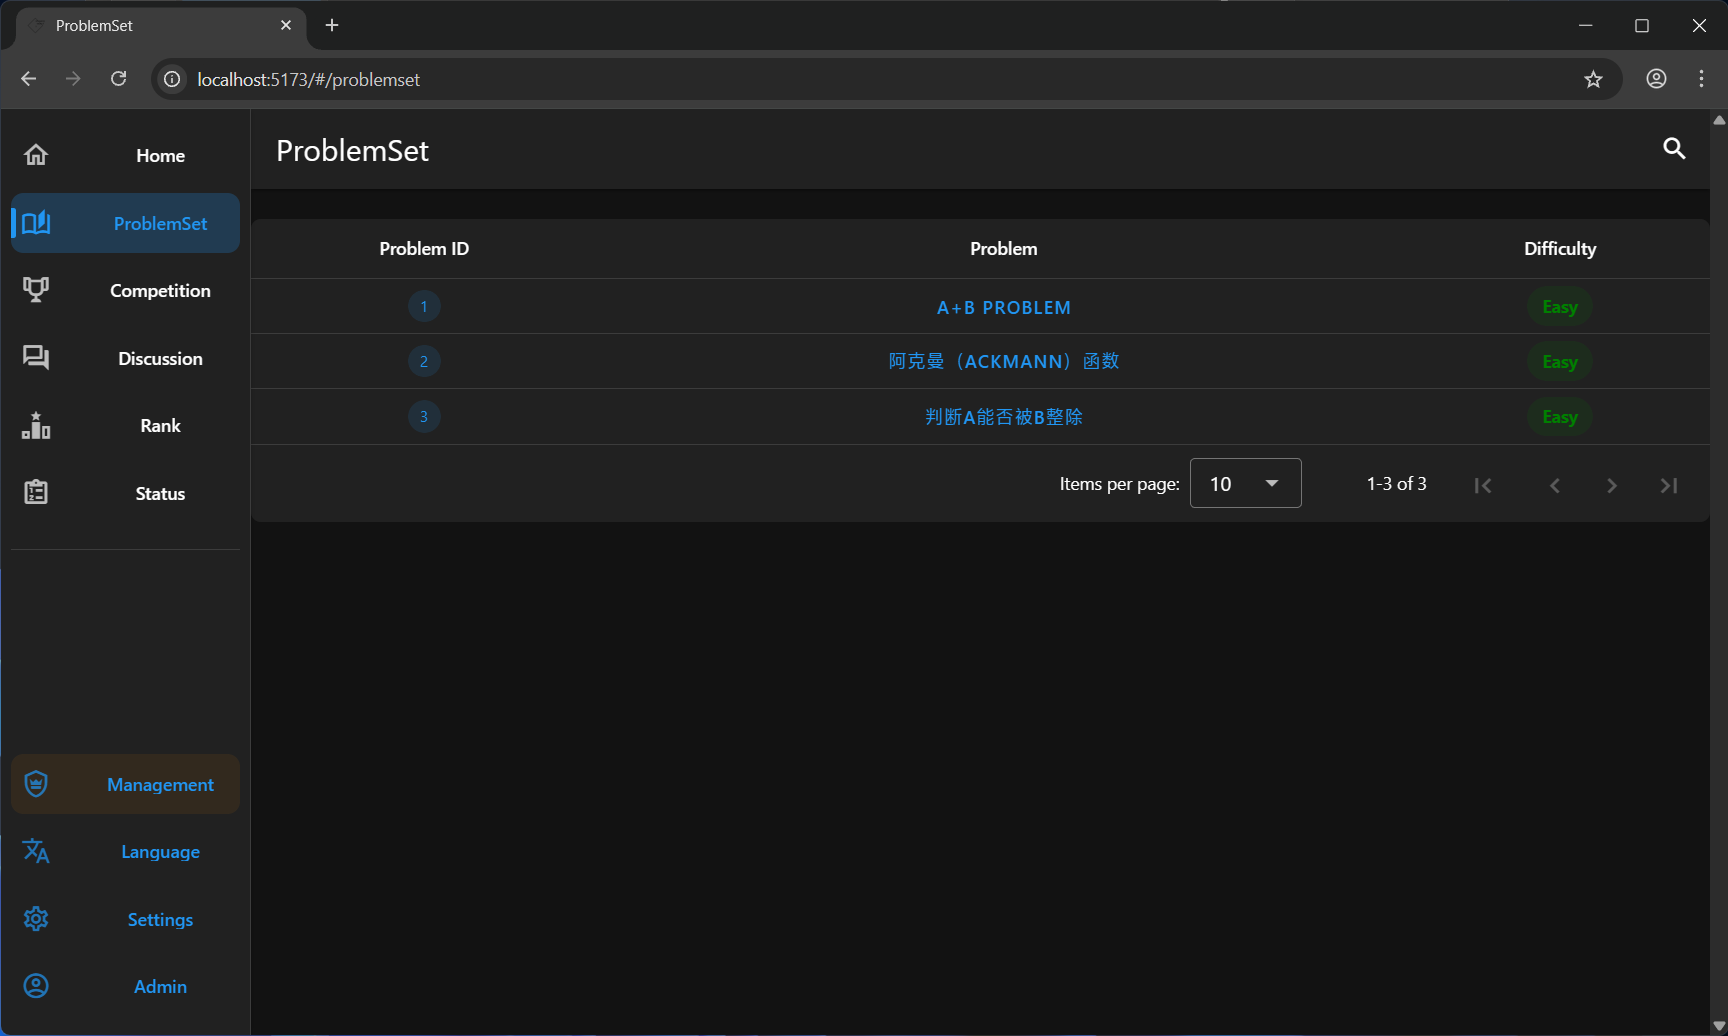 ProblemSet
localhost:5173/#/problemset
Home
ProblemSet
Competition
Discussion
Rank
Status
Management
Language
Settings
Admin
ProblemSet
Problem ID Problem Difficulty
1 A+B PROBLEM Easy
2 阿克曼（ACKMANN）函数 Easy
3 判断A能否被B整除 Easy
Items per page: 10 1-3 of 3